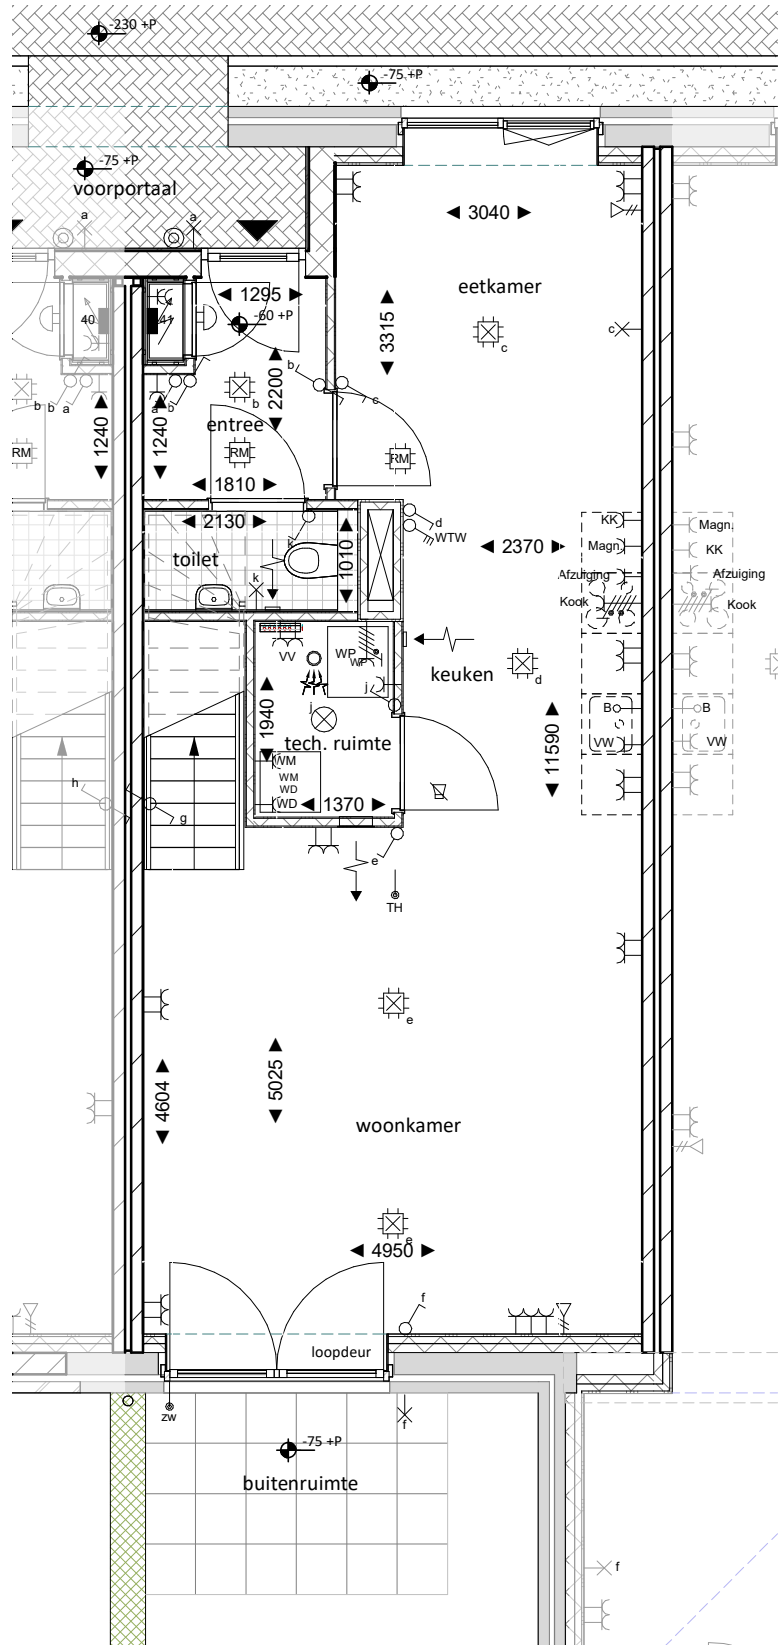 -230 +P
-75 +P
-75 +P
voorportaal
a
a
3040
eetkamer
1295
3315
40
41
-60 +P
c
c
b
c
b
b
a
a
b
b
2200
1240
1240
entree
RM
RM
RM
1810
2130
k
d
WTW
1010
2370
toilet
k
KK
Magn.
Magn.
KK
Afzuiging
Afzuiging
Kook
Kook
VV
WP
WP
keuken
d
j
1940
j
tech. ruimte
B
B
VW
VW
11590
WM
WM
WD
WD
1370
h
g
e
TH
e
4604
5025
woonkamer
e
4950
f
loopdeur
zw
f
-75 +P
buitenruimte
f